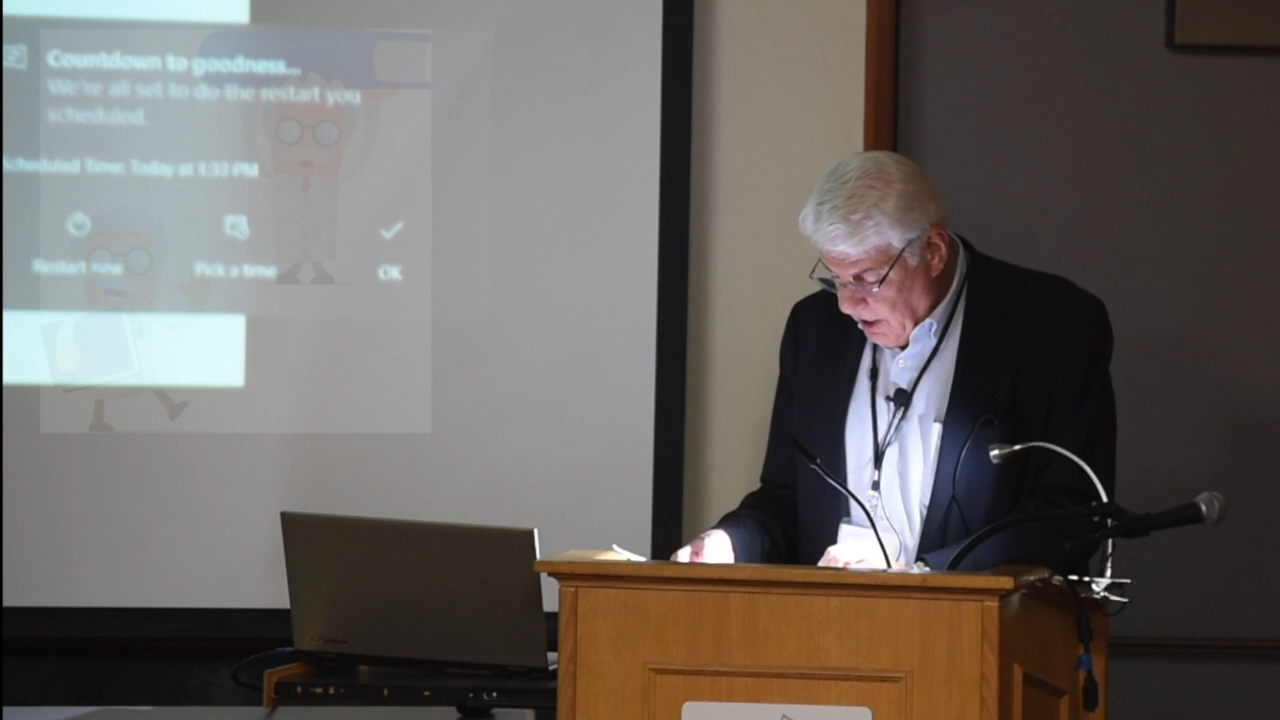 Countdown to goodness...
We're all set to do the restart you
scheduled.
Scheduled Time: Today at 1:33 PM
Restart now Pick a time OK